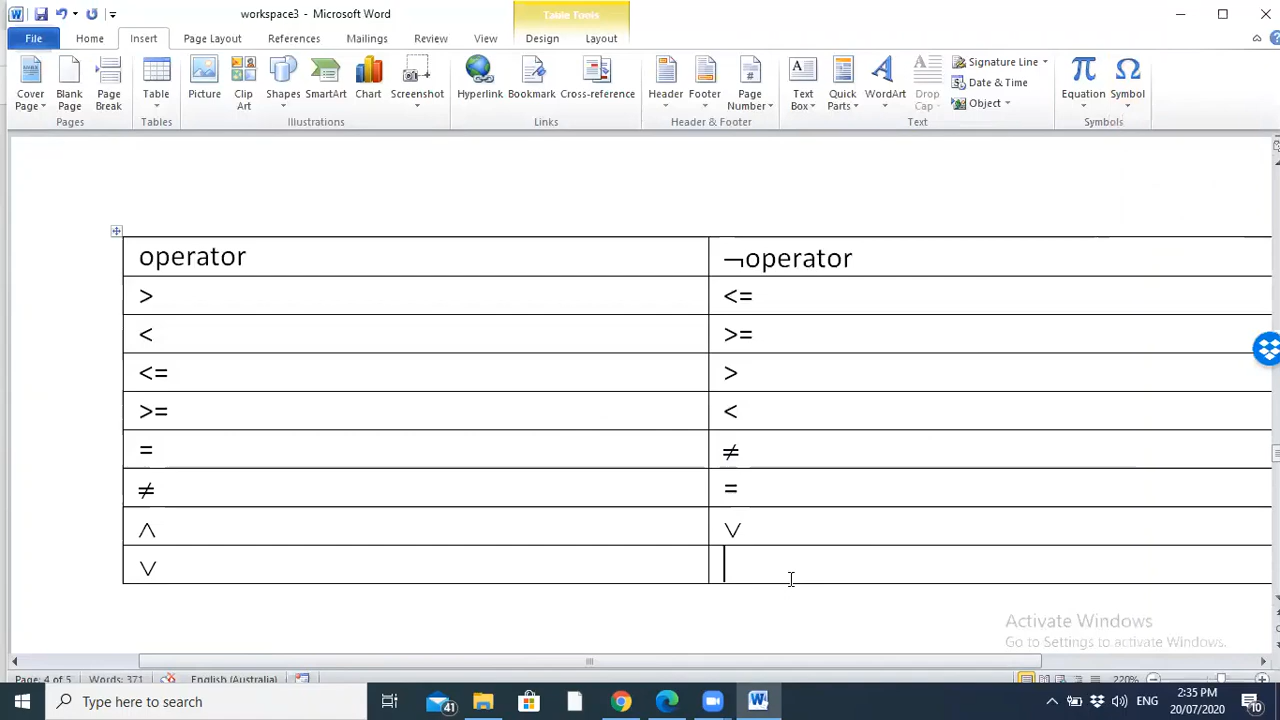 workspace3 - Microsoft Word
Table Tools
File Home Insert Page Layout References Mailings Review View Design Layout
Cover Page
Blank Page
Page Break
Table
Picture
Clip Art
Shapes
SmartArt
Chart
Screenshot
Hyperlink
Bookmark
Cross-reference
Header
Footer
Page Number
Text Box
Quick Parts
WordArt
Drop Cap
Signature Line
Date & Time
Object
Equation
Symbol
Pages Tables Illustrations Links Header & Footer Text Symbols
operator ¬operator
> <=
< >=
<= >
>= <
= ≠
≠ =
∧ ∨
∨
Activate Windows
Go to Settings to activate Windows.
Page: 4 of 5 Words: 371 English (Australia) 220%
Type here to search
41
ENG
2:35 PM
20/07/2020
10